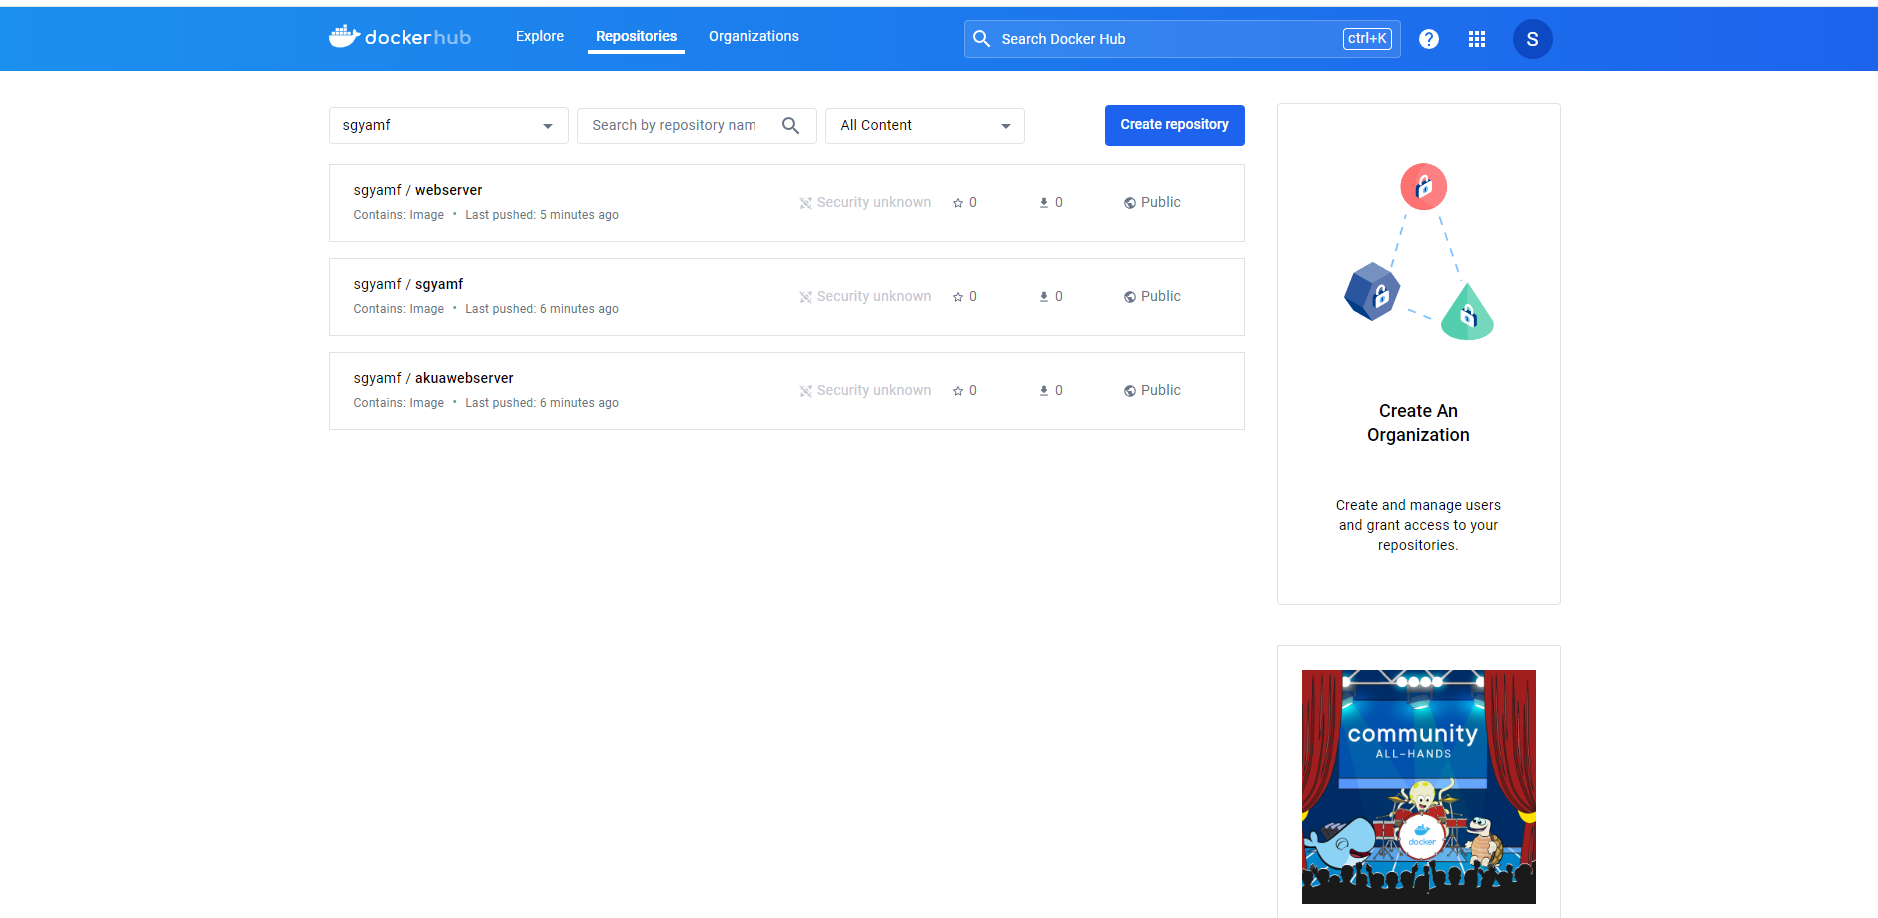 dockerhub
Explore
Repositories
Organizations
Search Docker Hub
ctrl+K
?
S
sgyamf
Search by repository nam
All Content
Create repository
sgyamf / webserver
Contains: Image • Last pushed: 5 minutes ago
Security unknown
0
0
Public
sgyamf / sgyamf
Contains: Image • Last pushed: 6 minutes ago
Security unknown
0
0
Public
sgyamf / akuawebserver
Contains: Image • Last pushed: 6 minutes ago
Security unknown
0
0
Public
Create An
Organization
Create and manage users
and grant access to your
repositories.
community
ALL-HANDS
docker